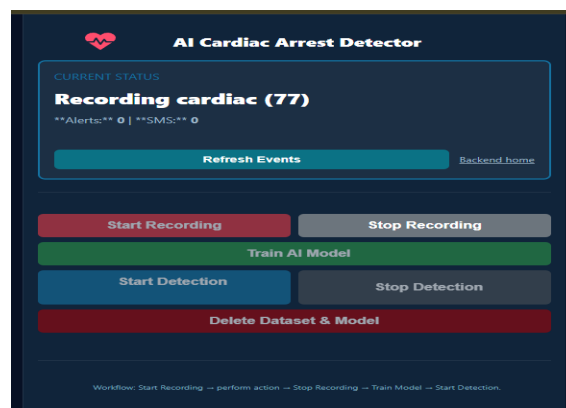 AI Cardiac Arrest Detector
CURRENT STATUS
Recording cardiac (77)
**Alerts:** 0 | **SMS:** 0
Refresh Events Backend home
Start Recording Stop Recording
Train AI Model
Start Detection Stop Detection
Delete Dataset & Model
Workflow: Start Recording → perform action → Stop Recording → Train Model → Start Detection.